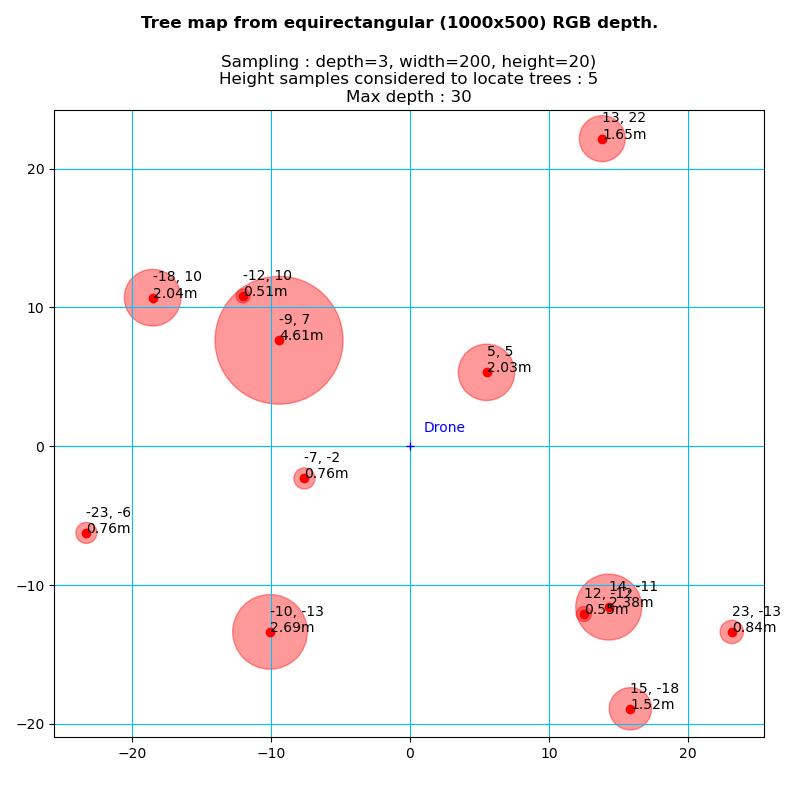 Tree map from equirectangular (1000x500) RGB depth.
Sampling : depth=3, width=200, height=20)
Height samples considered to locate trees : 5
Max depth : 30
13, 22
1.65m
20
-18, 10
2.04m
-12, 10
0.51m
10
-9, 7
4.61m
5, 5
2.03m
Drone
0
-7, -2
0.76m
-23, -6
0.76m
−10
14, -11
2.38m
12, -12
-10, -13
2.69m
23, -13
0.84m
15, -18
1.52m
−20
−20
−10
0
10
20